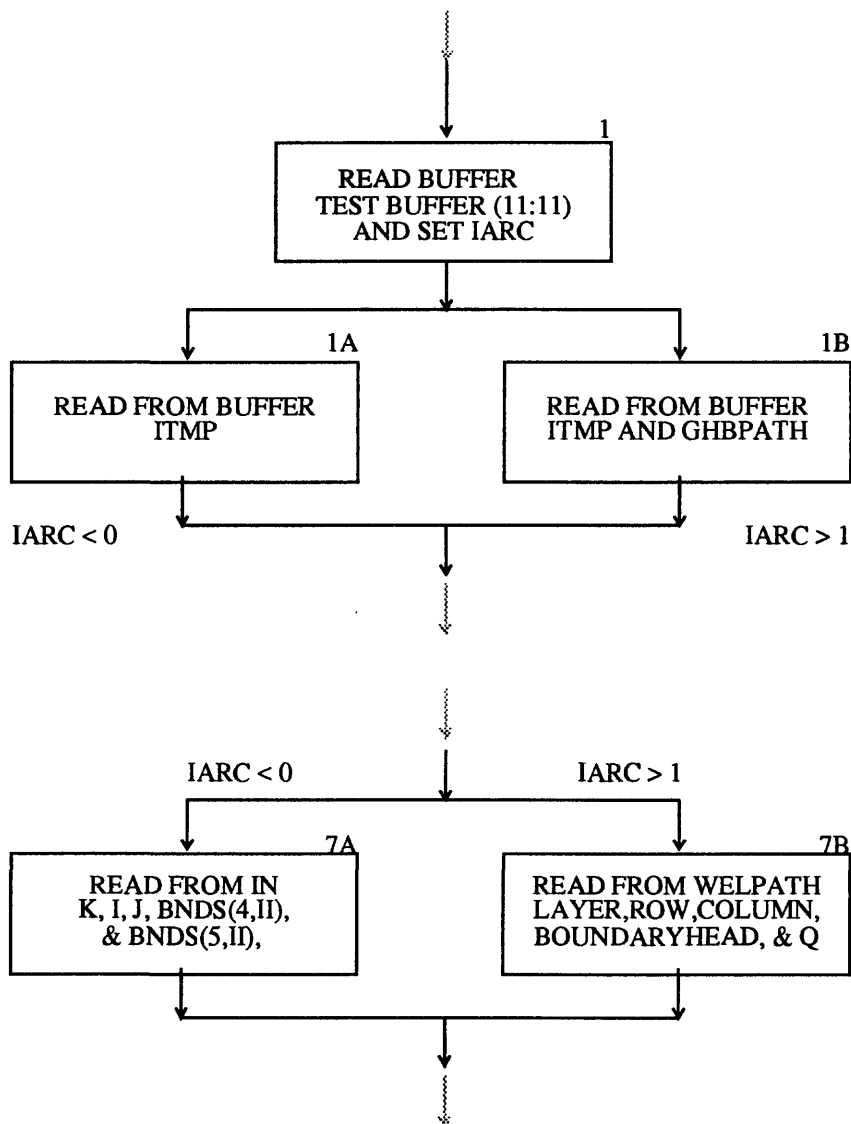 1
READ BUFFER
TEST BUFFER (11:11)
AND SET IARC
1A
READ FROM BUFFER
ITMP
1B
READ FROM BUFFER
ITMP AND GHBPATH
IARC < 0
IARC > 1
IARC < 0
IARC > 1
7A
READ FROM IN
K, I, J, BNDS(4,II),
& BNDS(5,II),
7B
READ FROM WELPATH
LAYER,ROW,COLUMN,
BOUNDARYHEAD, & Q